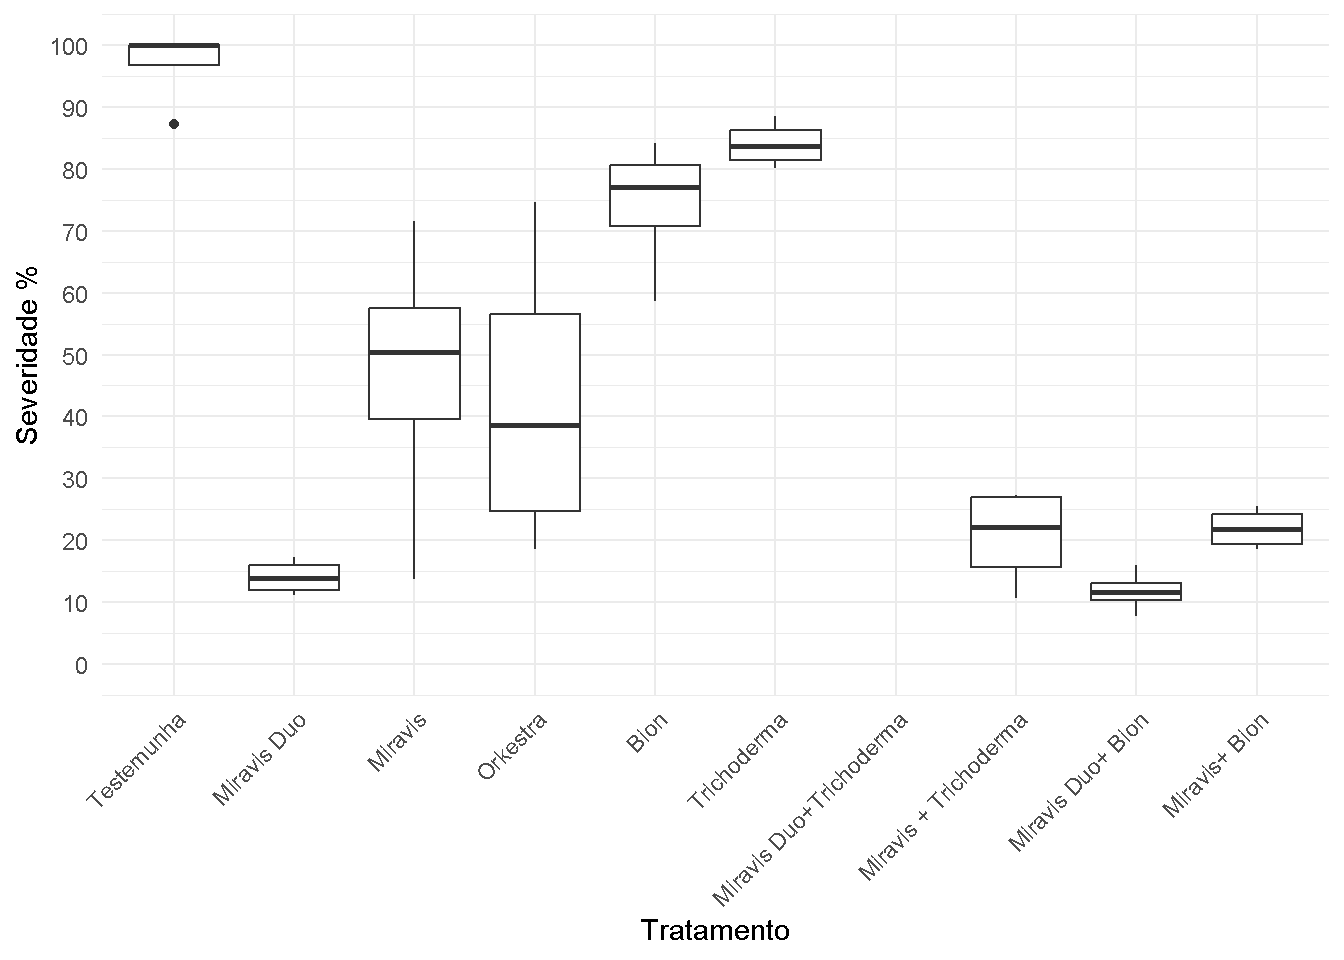 Severidade %
100
90
80
70
60
50
40
30
20
10
0
Testemunha
Miravis Duo
Miravis
Orkestra
Bion
Trichoderma
Miravis Duo+Trichoderma
Miravis + Trichoderma
Miravis Duo+ Bion
Miravis+ Bion
Tratamento